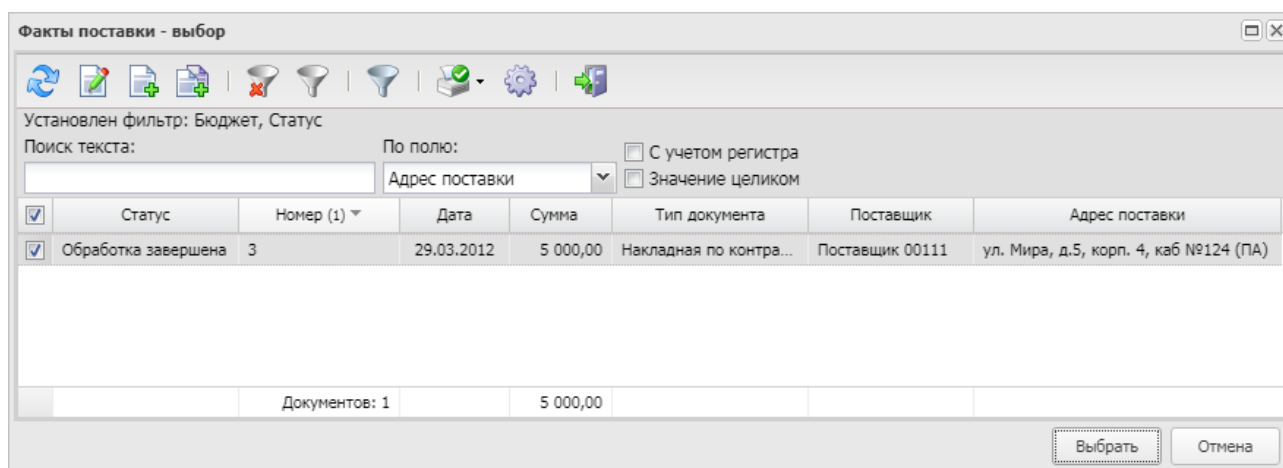 Факты поставки - выбор
Установлен фильтр: Бюджет, Статус
Поиск текста: По полю: С учетом регистра
Адрес поставки Значение целиком
Статус Номер (1) Дата Сумма Тип документа Поставщик Адрес поставки
Обработка завершена 3 29.03.2012 5 000,00 Накладная по контра... Поставщик 00111 ул. Мира, д.5, корп. 4, каб №124 (ПА)
Документов: 1 5 000,00
Выбрать Отмена